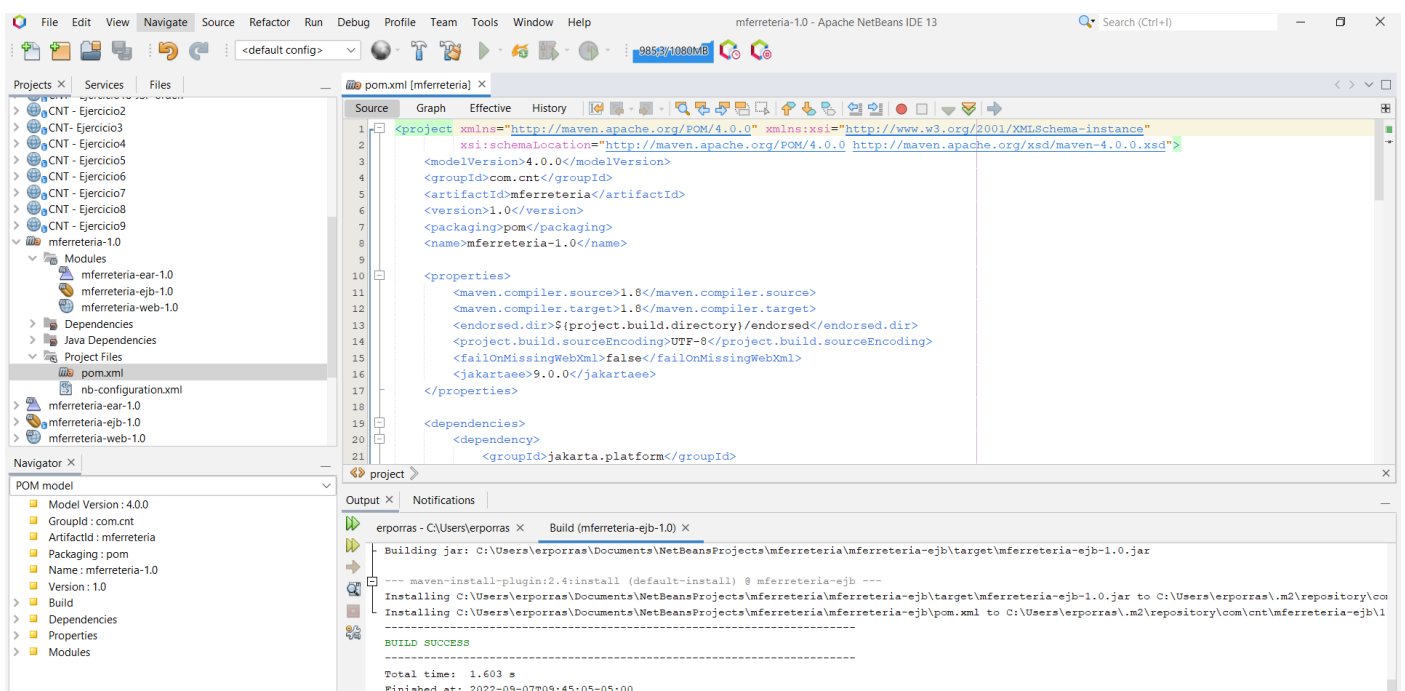 File Edit View Navigate Source Refactor Run Debug Profile Team Tools Window Help mferreteria-1.0 - Apache NetBeans IDE 13 Search (Ctrl+I)
<default config> 985,3/1080MB
Projects Services Files
CNT - Ejercicio2
CNT- Ejercicio3
CNT - Ejercicio4
CNT - Ejercicio5
CNT - Ejercicio6
CNT - Ejercicio7
CNT - Ejercicio8
CNT - Ejercicio9
mferreteria-1.0
Modules
mferreteria-ear-1.0
mferreteria-ejb-1.0
mferreteria-web-1.0
Dependencies
Java Dependencies
Project Files
pom.xml
nb-configuration.xml
mferreteria-ear-1.0
mferreteria-ejb-1.0
mferreteria-web-1.0
Navigator
POM model
Model Version : 4.0.0
GroupId : com.cnt
ArtifactId : mferreteria
Packaging : pom
Name : mferreteria-1.0
Version : 1.0
Build
Dependencies
Properties
Modules
pom.xml [mferreteria]
Source Graph Effective History
1 <project xmlns="http://maven.apache.org/POM/4.0.0" xmlns:xsi="http://www.w3.org/2001/XMLSchema-instance"
2 xsi:schemaLocation="http://maven.apache.org/POM/4.0.0 http://maven.apache.org/xsd/maven-4.0.0.xsd">
3 <modelVersion>4.0.0</modelVersion>
4 <groupId>com.cnt</groupId>
5 <artifactId>mferreteria</artifactId>
6 <version>1.0</version>
7 <packaging>pom</packaging>
8 <name>mferreteria-1.0</name>
9
10 <properties>
11 <maven.compiler.source>1.8</maven.compiler.source>
12 <maven.compiler.target>1.8</maven.compiler.target>
13 <endorsed.dir>${project.build.directory}/endorsed</endorsed.dir>
14 <project.build.sourceEncoding>UTF-8</project.build.sourceEncoding>
15 <failOnMissingWebXml>false</failOnMissingWebXml>
16 <jakartaee>9.0.0</jakartaee>
17 </properties>
18
19 <dependencies>
20 <dependency>
21 <groupId>jakarta.platform</groupId>
project
Output Notifications
erporras - C:\Users\erporras Build (mferreteria-ejb-1.0)
Building jar: C:\Users\erporras\Documents\NetBeansProjects\mferreteria\mferreteria-ejb\target\mferreteria-ejb-1.0.jar
--- maven-install-plugin:2.4:install (default-install) @ mferreteria-ejb ---
Installing C:\Users\erporras\Documents\NetBeansProjects\mferreteria\mferreteria-ejb\target\mferreteria-ejb-1.0.jar to C:\Users\erporras\.m2\repository\com
Installing C:\Users\erporras\Documents\NetBeansProjects\mferreteria\mferreteria-ejb\pom.xml to C:\Users\erporras\.m2\repository\com\cnt\mferreteria-ejb\1
------------------------------------------------------------------------
BUILD SUCCESS
------------------------------------------------------------------------
Total time: 1.603 s
Finished at: 2022-09-07T09:45:05-05:00